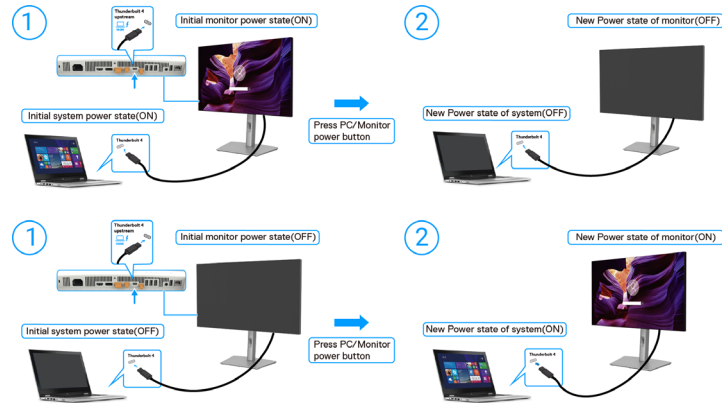 1
Thunderbolt 4
upstream
Initial monitor power state(ON)
Initial system power state(ON)
Thunderbolt 4
Press PC/Monitor
power button
2
New Power state of monitor(OFF)
New Power state of system(OFF)
Thunderbolt 4
1
Thunderbolt 4
upstream
Initial monitor power state(OFF)
Initial system power state(OFF)
Thunderbolt 4
Press PC/Monitor
power button
2
New Power state of monitor(ON)
New Power state of system(ON)
Thunderbolt 4